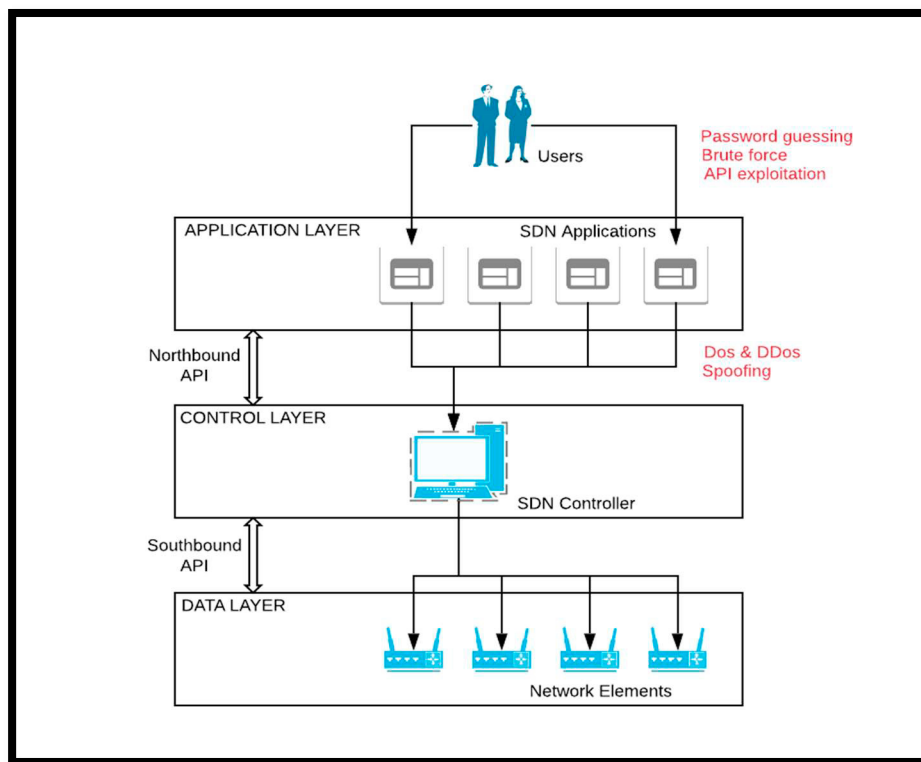 Users
Password guessing
Brute force
API exploitation
APPLICATION LAYER
SDN Applications
Northbound
API
Dos & DDos
Spoofing
CONTROL LAYER
SDN Controller
Southbound
API
DATA LAYER
Network Elements